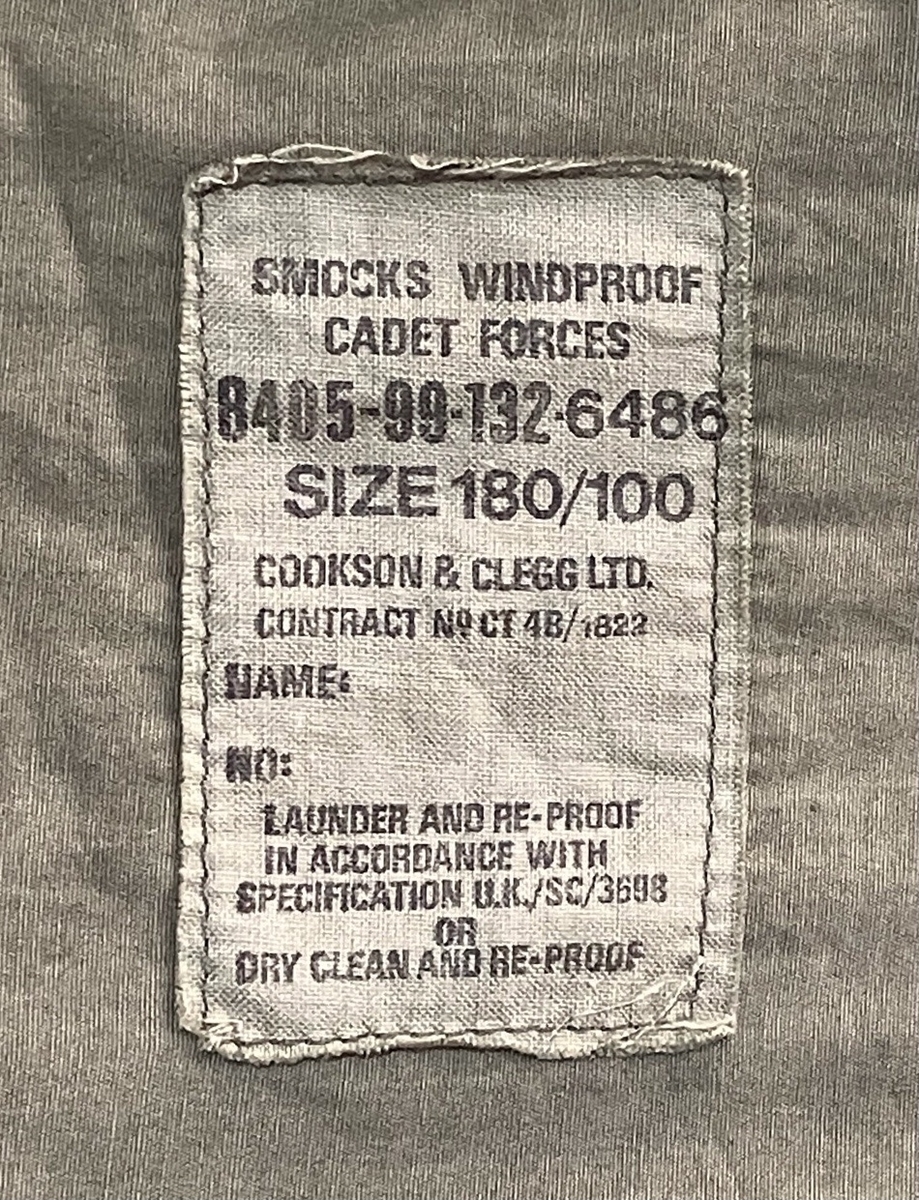 SMOCKS WINDPROOF
CADET FORCES
8405-99-132-6486
SIZE 180/100
COOKSON & CLEGG LTD.
CONTRACT Nº CT 4B/1822
NAME:
NO:
LAUNDER AND RE-PROOF
IN ACCORDANCE WITH
SPECIFICATION U.K./SC/3698
OR
DRY CLEAN AND RE-PROOF